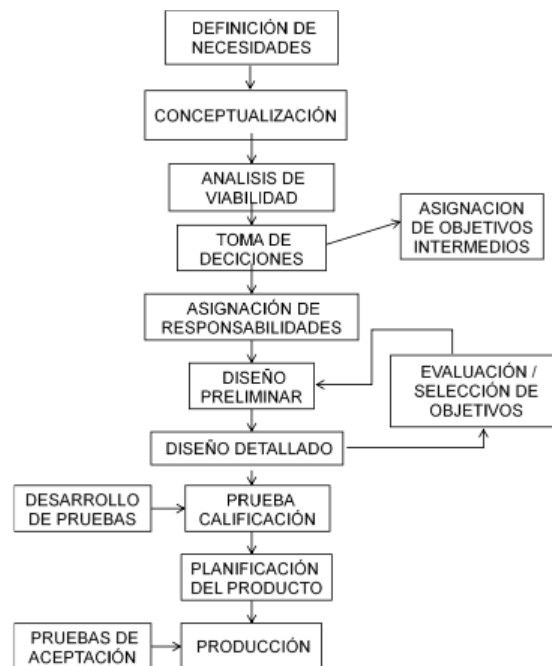 DEFINICIÓN DE
NECESIDADES
CONCEPTUALIZACIÓN
ANALISIS DE
VIABILIDAD
TOMA DE
DECICIONES
ASIGNACION
DE OBJETIVOS
INTERMEDIOS
ASIGNACIÓN DE
RESPONSABILIDADES
DISEÑO
PRELIMINAR
EVALUACIÓN /
SELECCIÓN DE
OBJETIVOS
DISEÑO DETALLADO
DESARROLLO
DE PRUEBAS
PRUEBA
CALIFICACIÓN
PLANIFICACIÓN
DEL PRODUCTO
PRUEBAS DE
ACEPTACIÓN
PRODUCCIÓN